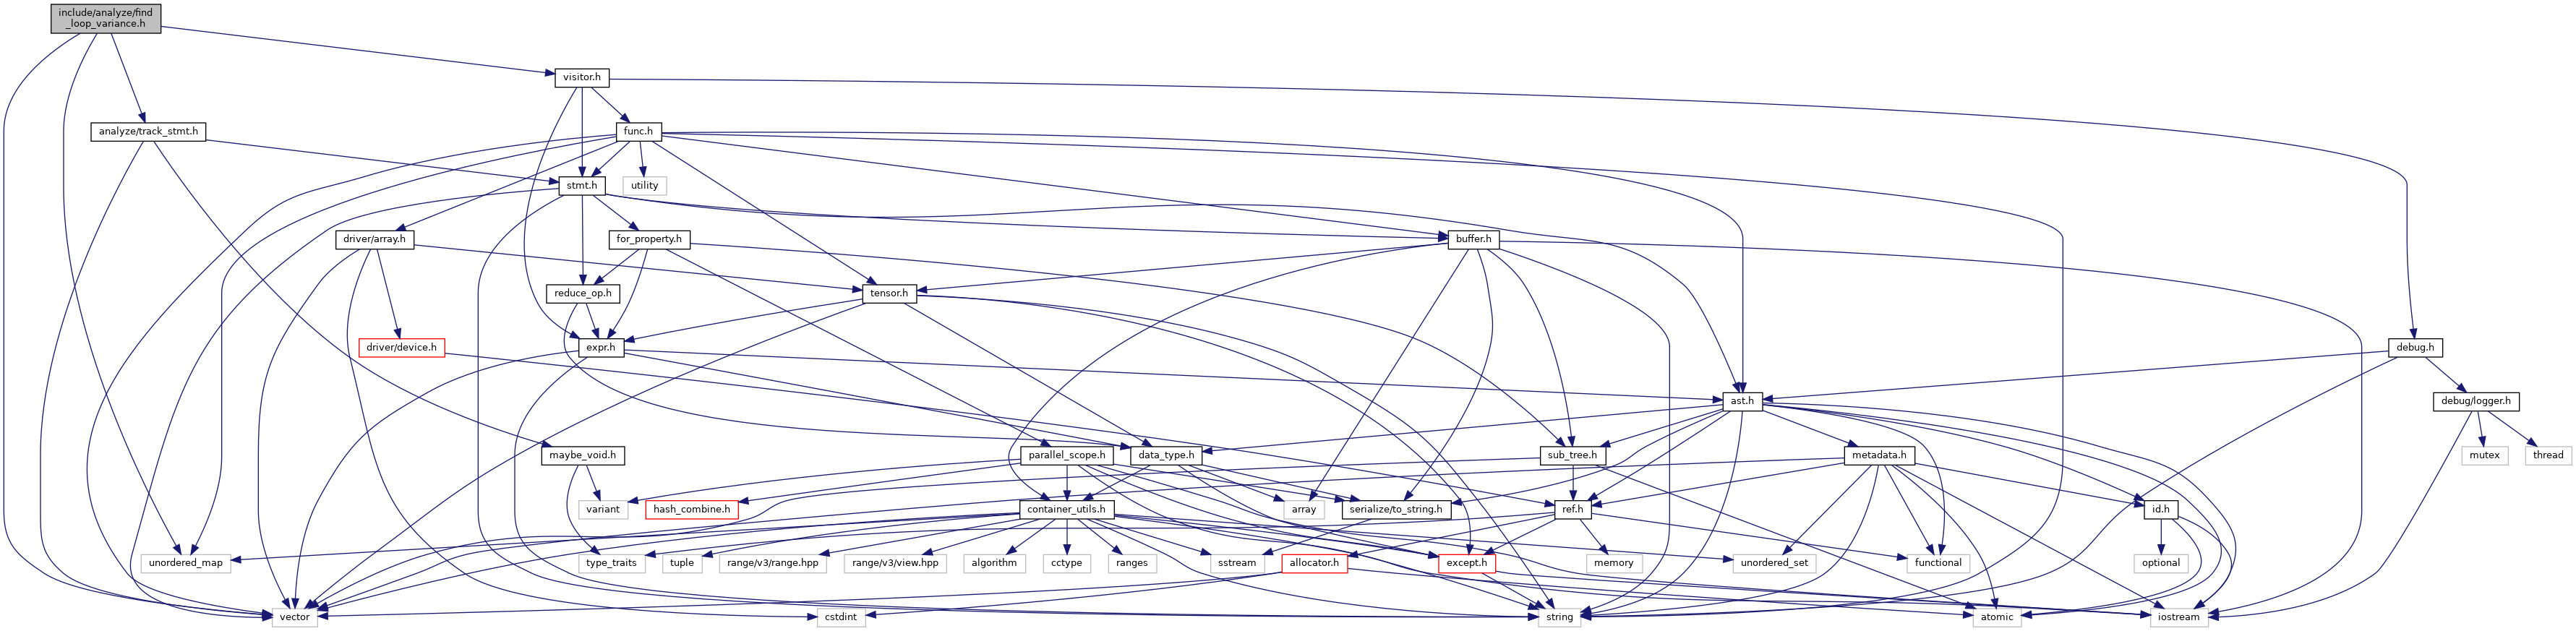 include/analyze/find
_loop_variance.h
visitor.h
analyze/track_stmt.h
func.h
stmt.h
utility
driver/array.h
for_property.h
buffer.h
reduce_op.h
tensor.h
driver/device.h
expr.h
debug.h
ast.h
debug/logger.h
maybe_void.h
parallel_scope.h
data_type.h
sub_tree.h
metadata.h
mutex
thread
variant
hash_combine.h
container_utils.h
array
serialize/to_string.h
ref.h
id.h
unordered_map
type_traits
tuple
range/v3/range.hpp
range/v3/view.hpp
algorithm
cctype
ranges
sstream
allocator.h
except.h
memory
unordered_set
functional
optional
vector
cstdint
string
atomic
iostream